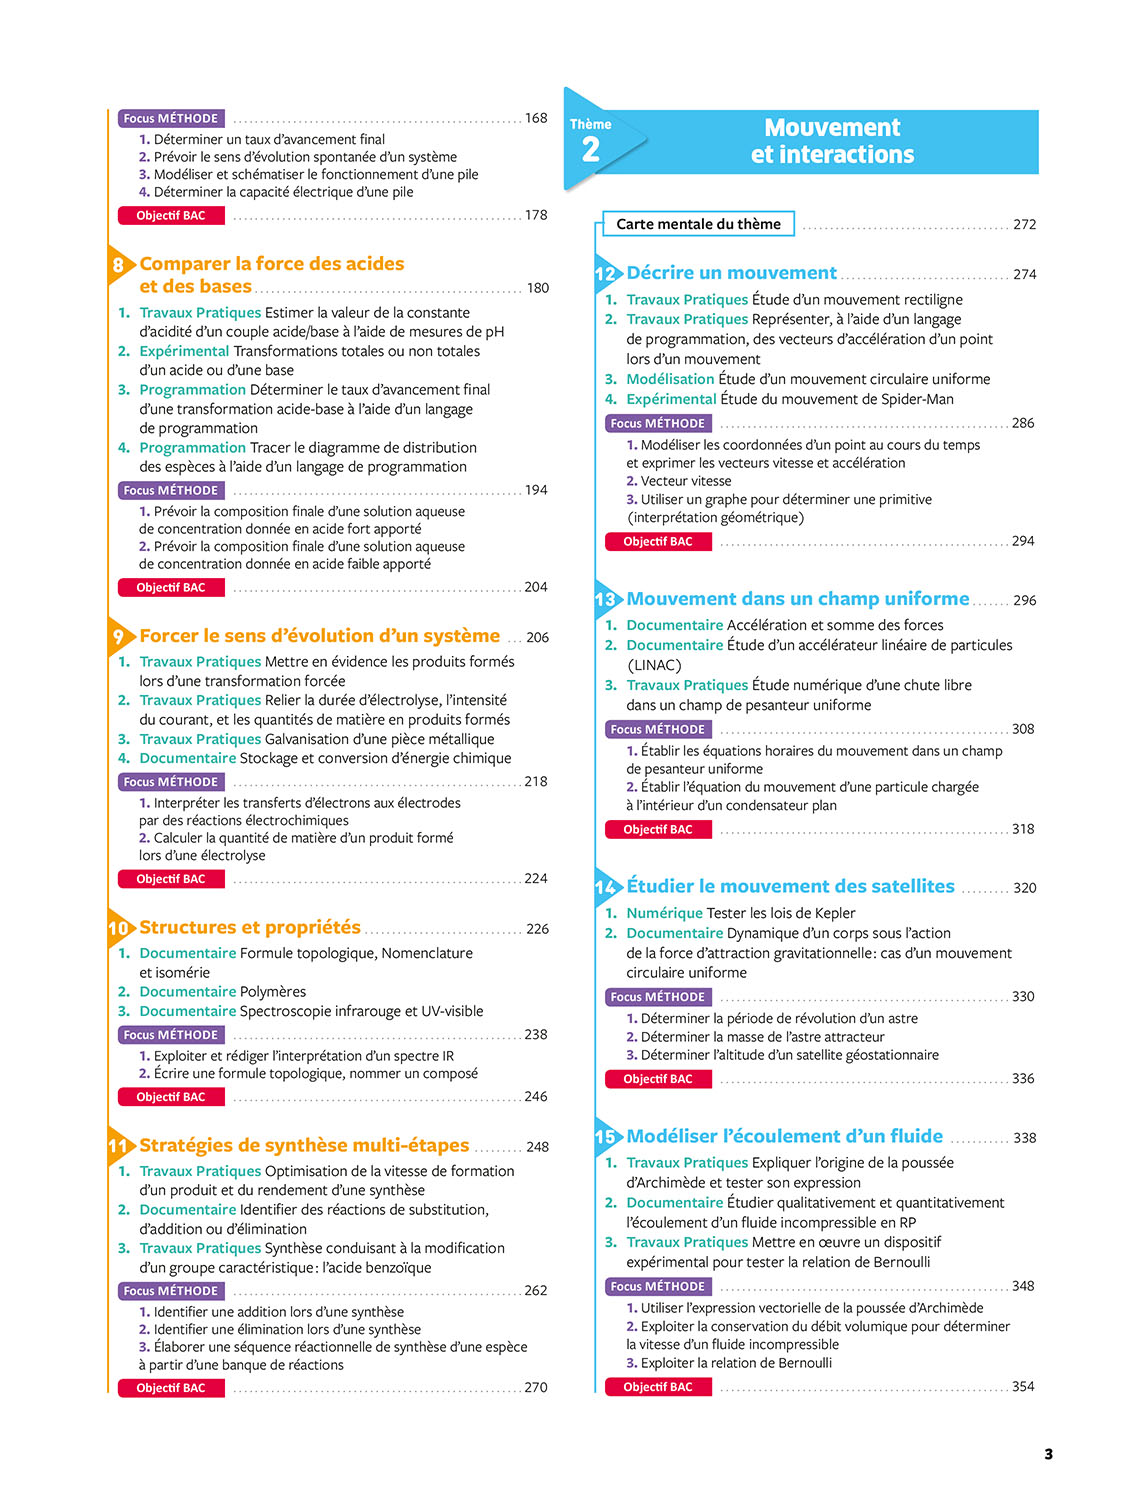 Focus MÉTHODE ..... 168
1. Déterminer un taux d’avancement final
2. Prévoir le sens d’évolution spontanée d’un système
3. Modéliser et schématiser le fonctionnement d’une pile
4. Déterminer la capacité électrique d’une pile
Objectif BAC ..... 178
8 Comparer la force des acides
et des bases ..... 180
1. Travaux Pratiques Estimer la valeur de la constante
d’acidité d’un couple acide/base à l’aide de mesures de pH
2. Expérimental Transformations totales ou non totales
d’un acide ou d’une base
3. Programmation Déterminer le taux d’avancement final
d’une transformation acide-base à l’aide d’un langage
de programmation
4. Programmation Tracer le diagramme de distribution
des espèces à l’aide d’un langage de programmation
Focus MÉTHODE ..... 194
1. Prévoir la composition finale d’une solution aqueuse
de concentration donnée en acide fort apporté
2. Prévoir la composition finale d’une solution aqueuse
de concentration donnée en acide faible apporté
Objectif BAC ..... 204
9 Forcer le sens d’évolution d’un système ... 206
1. Travaux Pratiques Mettre en évidence les produits formés
lors d’une transformation forcée
2. Travaux Pratiques Relier la durée d’électrolyse, l’intensité
du courant, et les quantités de matière en produits formés
3. Travaux Pratiques Galvanisation d’une pièce métallique
4. Documentaire Stockage et conversion d’énergie chimique
Focus MÉTHODE ..... 218
1. Interpréter les transferts d’électrons aux électrodes
par des réactions électrochimiques
2. Calculer la quantité de matière d’un produit formé
lors d’une électrolyse
Objectif BAC ..... 224
10 Structures et propriétés ..... 226
1. Documentaire Formule topologique, Nomenclature
et isomérie
2. Documentaire Polymères
3. Documentaire Spectroscopie infrarouge et UV-visible
Focus MÉTHODE ..... 238
1. Exploiter et rédiger l’interprétation d’un spectre IR
2. Écrire une formule topologique, nommer un composé
Objectif BAC ..... 246
11 Stratégies de synthèse multi-étapes ..... 248
1. Travaux Pratiques Optimisation de la vitesse de formation
d’un produit et du rendement d’une synthèse
2. Documentaire Identifier des réactions de substitution,
d’addition ou d’élimination
3. Travaux Pratiques Synthèse conduisant à la modification
d’un groupe caractéristique : l’acide benzoïque
Focus MÉTHODE ..... 262
1. Identifier une addition lors d’une synthèse
2. Identifier une élimination lors d’une synthèse
3. Élaborer une séquence réactionnelle de synthèse d’une espèce
à partir d’une banque de réactions
Objectif BAC ..... 270
Thème
2
Mouvement
et interactions
Carte mentale du thème ..... 272
12 Décrire un mouvement ..... 274
1. Travaux Pratiques Étude d’un mouvement rectiligne
2. Travaux Pratiques Représenter, à l’aide d’un langage
de programmation, des vecteurs d’accélération d’un point
lors d’un mouvement
3. Modélisation Étude d’un mouvement circulaire uniforme
4. Expérimental Étude du mouvement de Spider-Man
Focus MÉTHODE ..... 286
1. Modéliser les coordonnées d’un point au cours du temps
et exprimer les vecteurs vitesse et accélération
2. Vecteur vitesse
3. Utiliser un graphe pour déterminer une primitive
(interprétation géométrique)
Objectif BAC ..... 294
13 Mouvement dans un champ uniforme ..... 296
1. Documentaire Accélération et somme des forces
2. Documentaire Étude d’un accélérateur linéaire de particules
(LINAC)
3. Travaux Pratiques Étude numérique d’une chute libre
dans un champ de pesanteur uniforme
Focus MÉTHODE ..... 308
1. Établir les équations horaires du mouvement dans un champ
de pesanteur uniforme
2. Établir l’équation du mouvement d’une particule chargée
à l’intérieur d’un condensateur plan
Objectif BAC ..... 318
14 Étudier le mouvement des satellites ..... 320
1. Numérique Tester les lois de Kepler
2. Documentaire Dynamique d’un corps sous l’action
de la force d’attraction gravitationnelle : cas d’un mouvement
circulaire uniforme
Focus MÉTHODE ..... 330
1. Déterminer la période de révolution d’un astre
2. Déterminer la masse de l’astre attracteur
3. Déterminer l’altitude d’un satellite géostationnaire
Objectif BAC ..... 336
15 Modéliser l’écoulement d’un fluide ..... 338
1. Travaux Pratiques Expliquer l’origine de la poussée
d’Archimède et tester son expression
2. Documentaire Étudier qualitativement et quantitativement
l’écoulement d’un fluide incompressible en RP
3. Travaux Pratiques Mettre en œuvre un dispositif
expérimental pour tester la relation de Bernoulli
Focus MÉTHODE ..... 348
1. Utiliser l’expression vectorielle de la poussée d’Archimède
2. Exploiter la conservation du débit volumique pour déterminer
la vitesse d’un fluide incompressible
3. Exploiter la relation de Bernoulli
Objectif BAC ..... 354
3